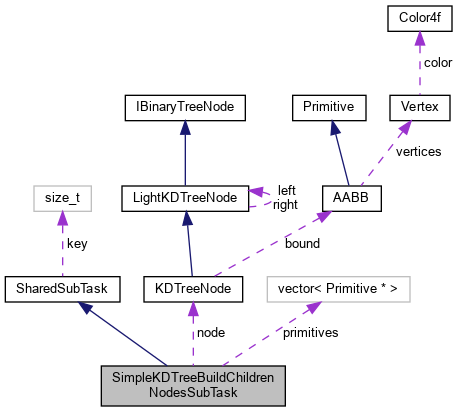 Color4f
color
IBinaryTreeNode
Primitive
Vertex
vertices
size_t
LightKDTreeNode
left
right
AABB
key
bound
SharedSubTask
KDTreeNode
vector< Primitive * >
node
primitives
SimpleKDTreeBuildChildren
NodesSubTask